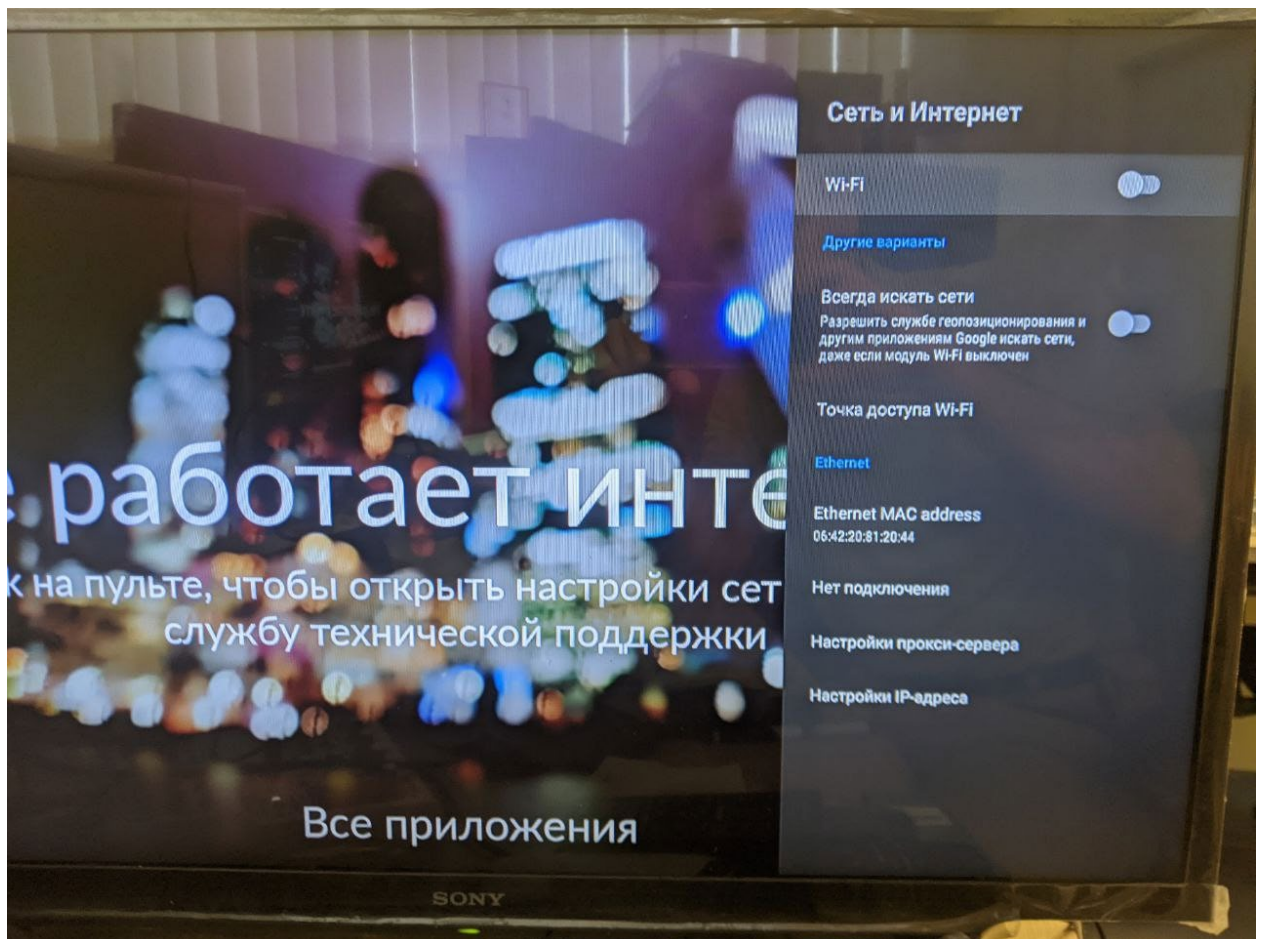 Сеть и Интернет
Wi-Fi
Другие варианты
Всегда искать сети
Разрешить службе геопозиционирования и
другим приложениям Google искать сети,
даже если модуль Wi-Fi выключен
Точка доступа Wi-Fi
Ethernet
Ethernet MAC address
06:42:20:81:20:44
Нет подключения
Настройки прокси-сервера
Настройки IP-адреса
работает инте
к на пульте, чтобы открыть настройки сет
службу технической поддержки
Все приложения
SONY